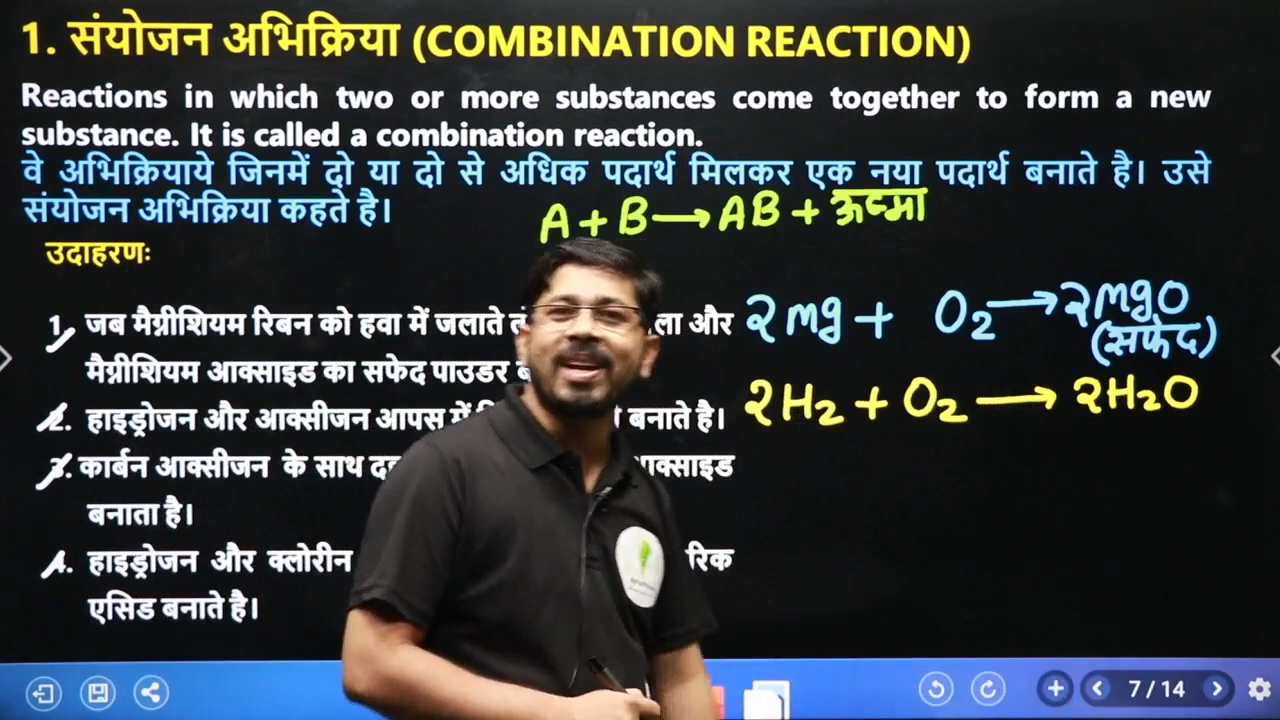 1. संयोजन अभिक्रिया (COMBINATION REACTION)
Reactions in which two or more substances come together to form a new
substance. It is called a combination reaction.
वे अभिक्रियाये जिनमें दो या दो से अधिक पदार्थ मिलकर एक नया पदार्थ बनाते है। उसे
संयोजन अभिक्रिया कहते है।
A + B → AB + ऊष्मा
उदाहरणः
1. जब मैग्नीशियम रिबन को हवा में जलाते ला और
2Mg + O₂ → 2MgO
(सफेद)
मैग्नीशियम आक्साइड का सफेद पाउडर
2. हाइड्रोजन और आक्सीजन आपस में बनाते है।
2H₂ + O₂ → 2H₂O
3. कार्बन आक्सीजन के साथ आक्साइड
बनाता है।
4. हाइड्रोजन और क्लोरीन रिक
एसिड बनाते है।
7 / 14